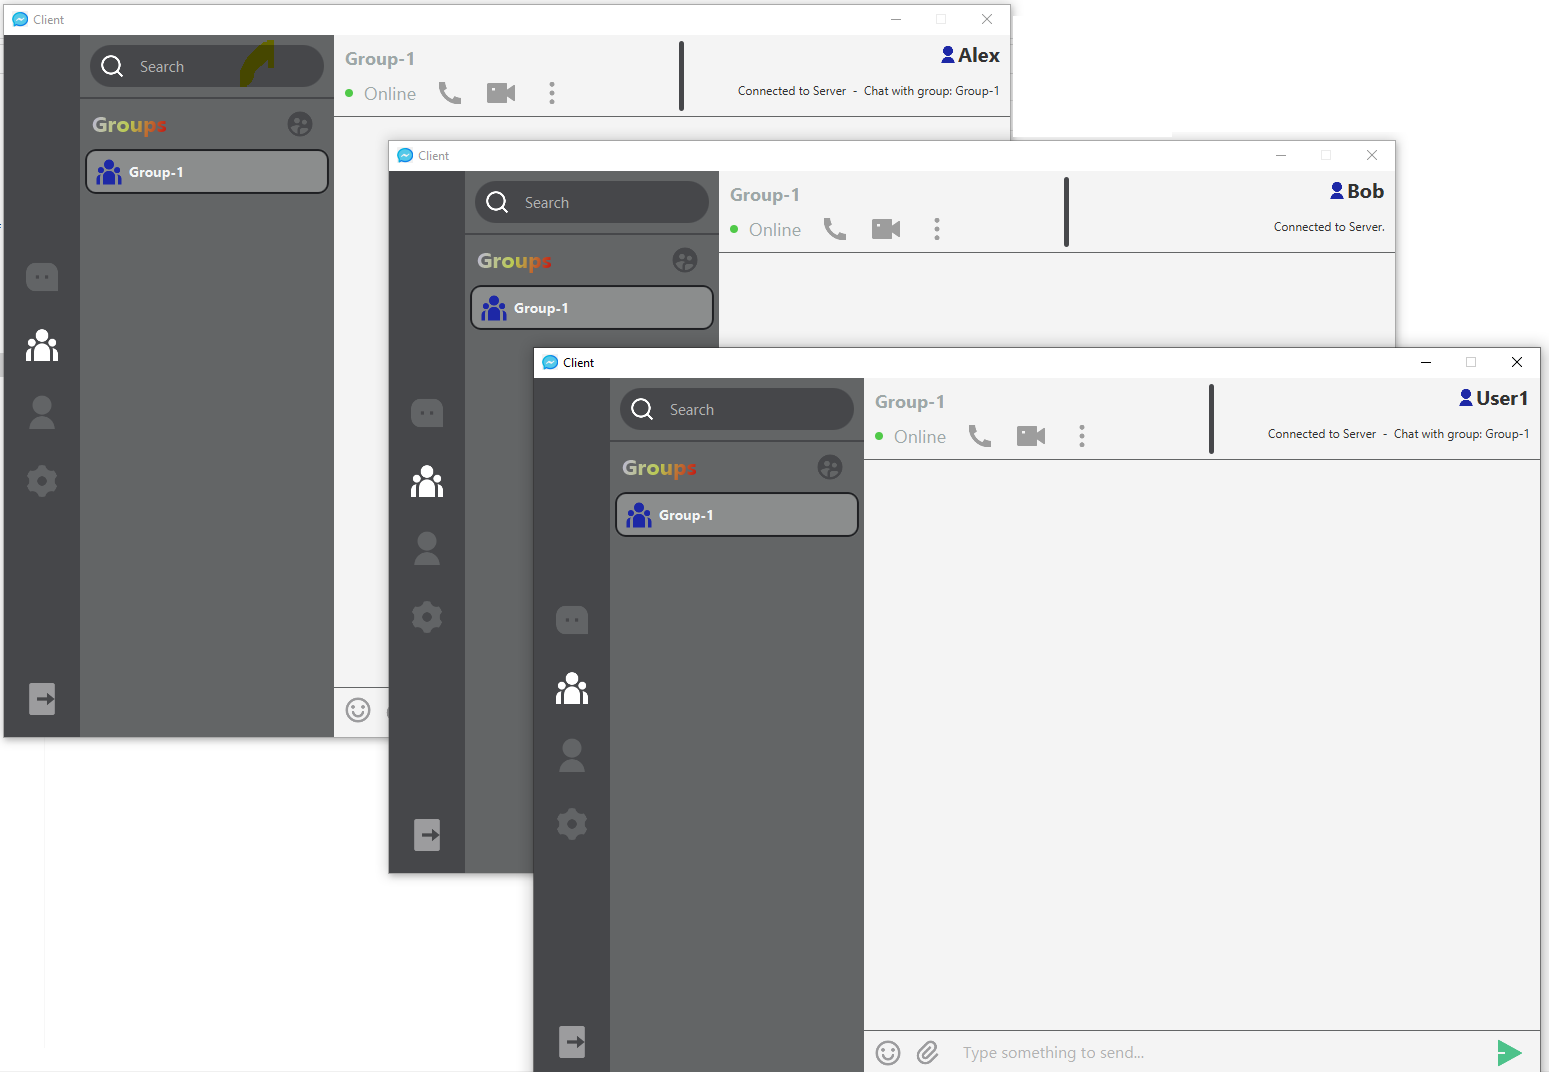 Client
Search
Groups
Group-1
Group-1
Online
Alex
Connected to Server - Chat with group: Group-1
Client
Search
Groups
Group-1
Group-1
Online
Bob
Connected to Server.
Client
Search
Groups
Group-1
Group-1
Online
User1
Connected to Server - Chat with group: Group-1
Type something to send...